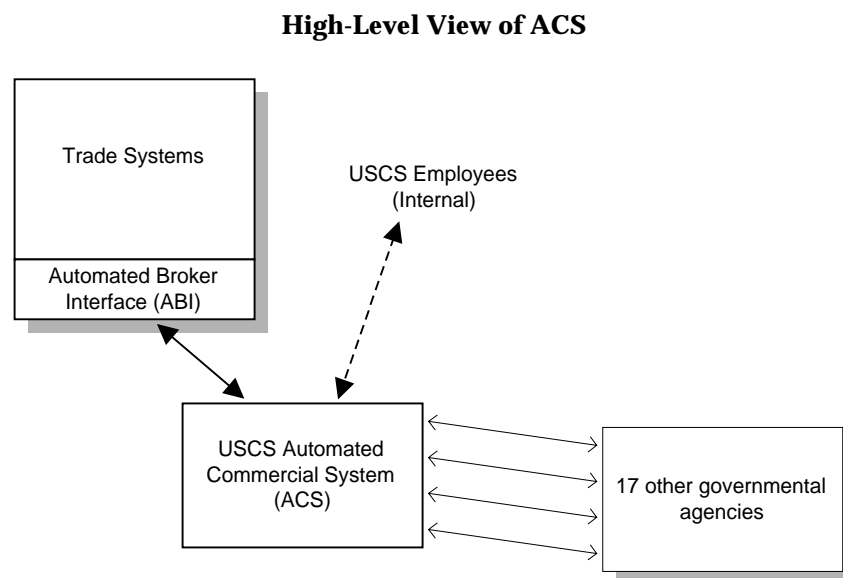 High-Level View of ACS
Trade Systems
Automated Broker
Interface (ABI)
USCS Employees
(Internal)
USCS Automated
Commercial System
(ACS)
17 other governmental
agencies